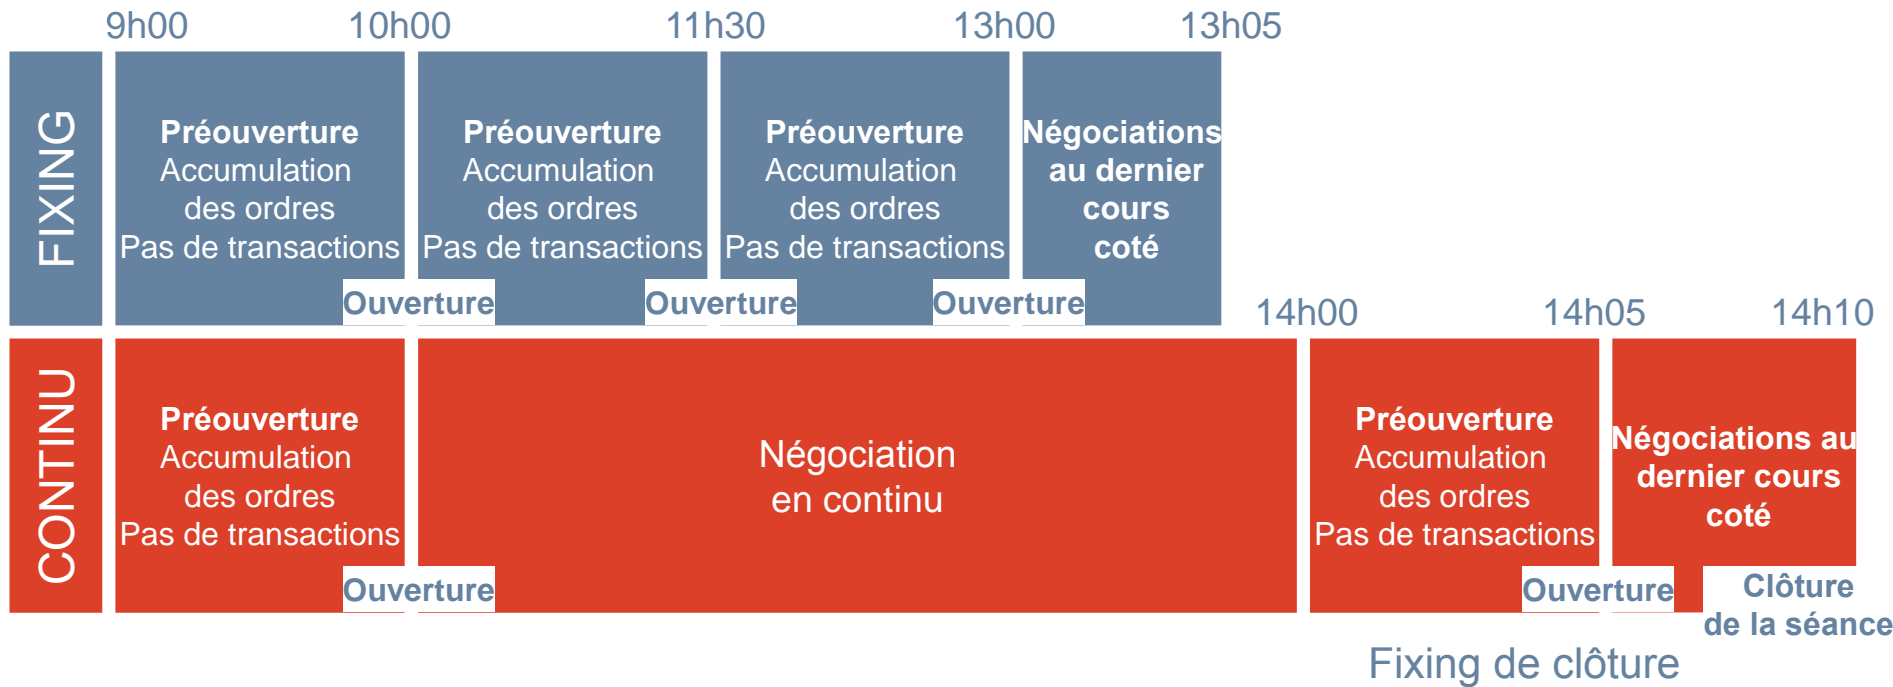 9h00
10h00
11h30
13h00
13h05
FIXING
Préouverture
Accumulation
des ordres
Pas de transactions
Ouverture
Préouverture
Accumulation
des ordres
Pas de transactions
Ouverture
Préouverture
Accumulation
des ordres
Pas de transactions
Ouverture
Négociations
au dernier
cours
coté
14h00
14h05
14h10
CONTINU
Préouverture
Accumulation
des ordres
Pas de transactions
Ouverture
Négociation
en continu
Préouverture
Accumulation
des ordres
Pas de transactions
Ouverture
Négociations au
dernier cours
coté
Clôture
de la séance
Fixing de clôture